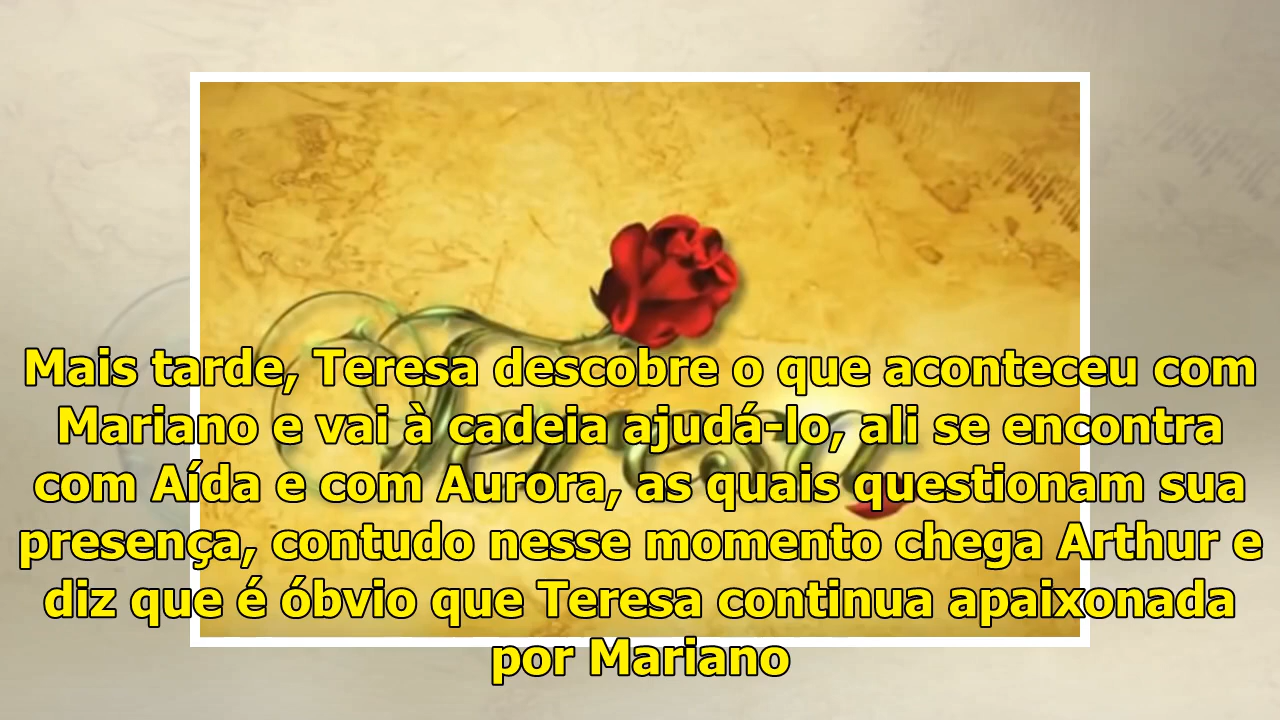 Mais tarde, Teresa descobre o que aconteceu com
Mariano e vai à cadeia ajudá-lo, ali se encontra
com Aída e com Aurora, as quais questionam sua
presença, contudo nesse momento chega Arthur e
diz que é óbvio que Teresa continua apaixonada
por Mariano